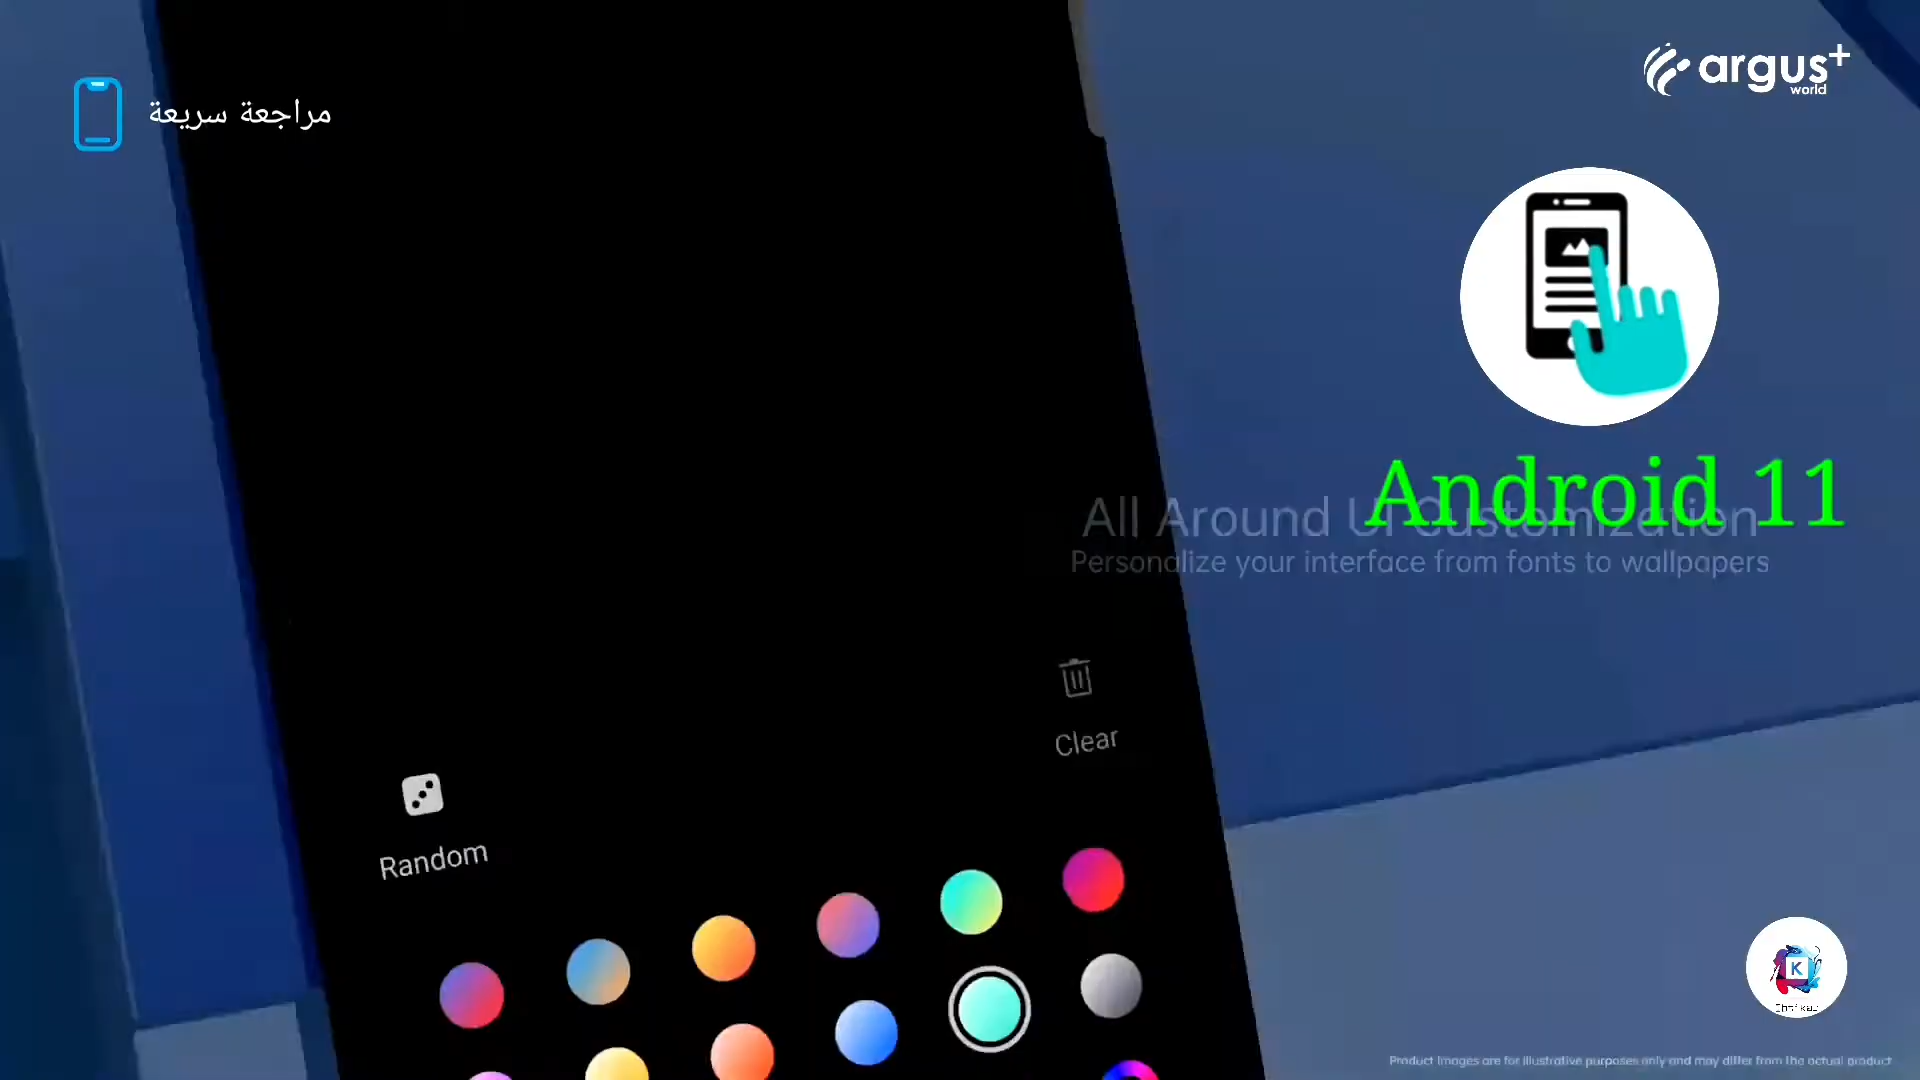 مراجعة سريعة
argus+
world
Android 11
All Around UI Customization
Personalize your interface from fonts to wallpapers
Clear
Random
K
Product images are for illustrative purposes only and may differ from the actual product